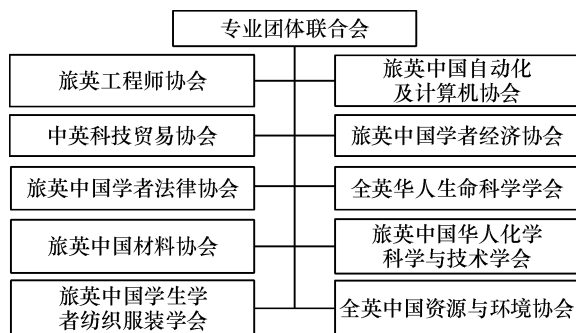 专业团体联合会
旅英工程师协会
旅英中国自动化
及计算机协会
中英科技贸易协会
旅英中国学者经济协会
旅英中国学者法律协会
全英华人生命科学学会
旅英中国材料协会
旅英中国华人化学
科学与技术学会
旅英中国学生学
者纺织服装学会
全英中国资源与环境协会